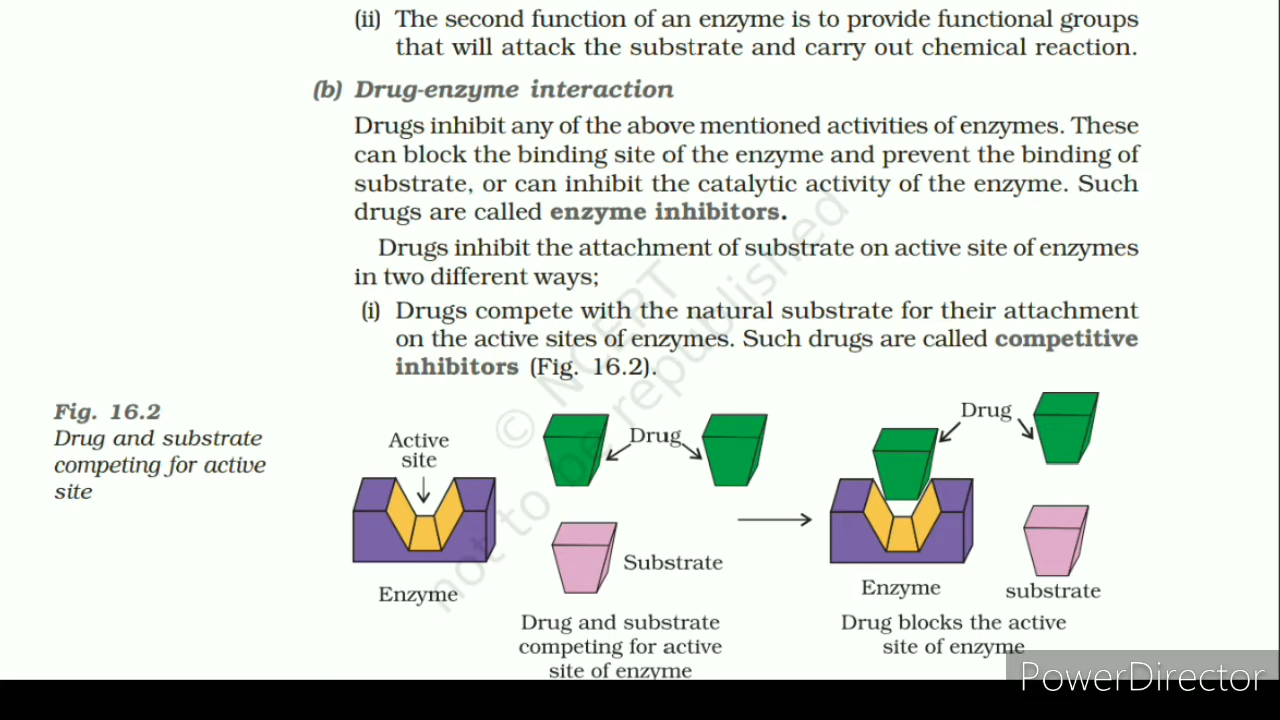 (ii) The second function of an enzyme is to provide functional groups
that will attack the substrate and carry out chemical reaction.
(b) Drug-enzyme interaction
Drugs inhibit any of the above mentioned activities of enzymes. These
can block the binding site of the enzyme and prevent the binding of
substrate, or can inhibit the catalytic activity of the enzyme. Such
drugs are called enzyme inhibitors.
Drugs inhibit the attachment of substrate on active site of enzymes
in two different ways;
(i) Drugs compete with the natural substrate for their attachment
on the active sites of enzymes. Such drugs are called competitive
inhibitors (Fig. 16.2).
Fig. 16.2
Drug and substrate
competing for active
site
Active
site
Enzyme
Drug
Substrate
Drug and substrate
competing for active
site of enzyme
Drug
Enzyme
substrate
Drug blocks the active
site of enzyme
© NCERT
not to be republished
PowerDirector